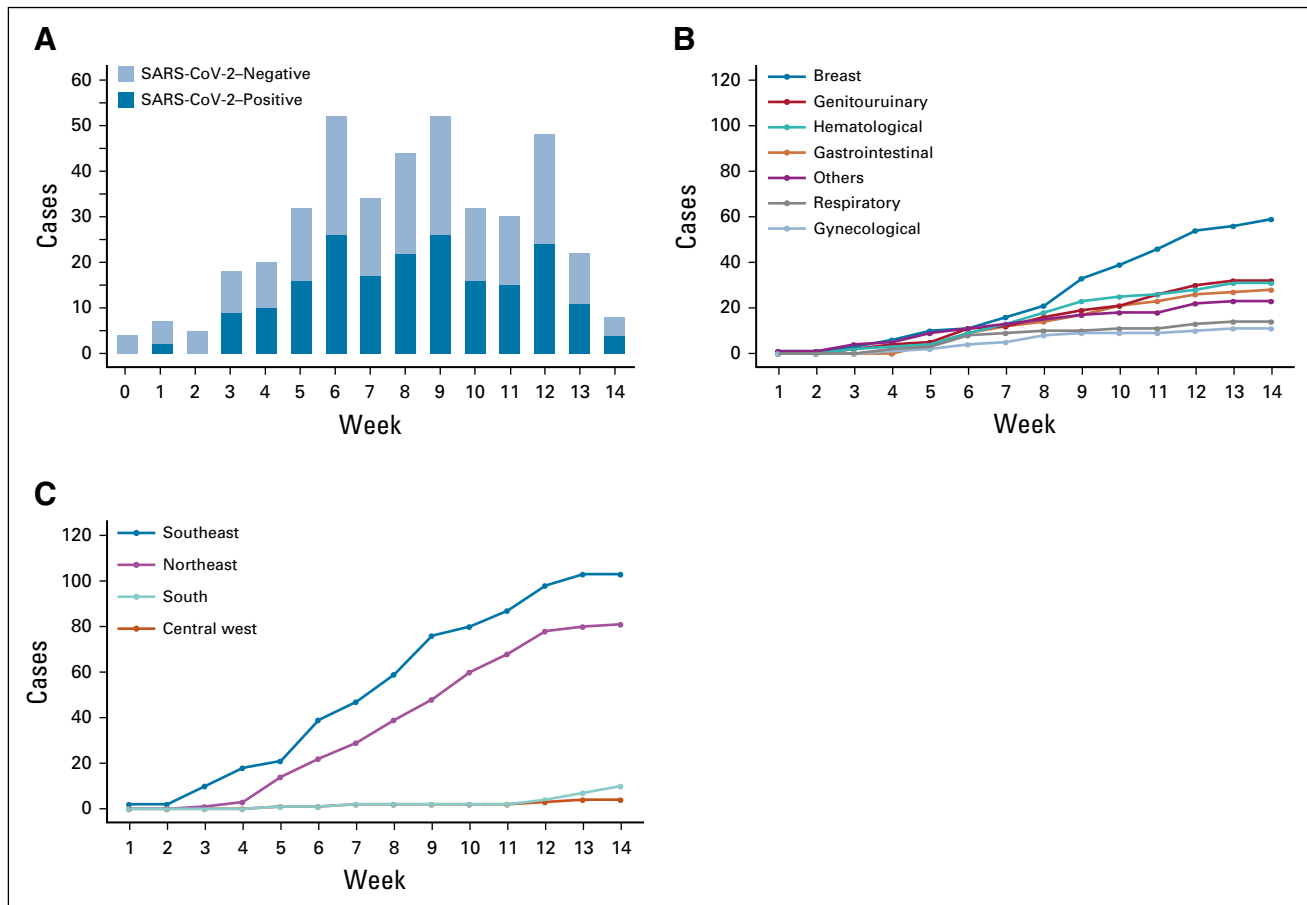 A
SARS-CoV-2–Negative
SARS-CoV-2–Positive
60
50
40
30
20
10
0
Cases
0 1 2 3 4 5 6 7 8 9 10 11 12 13 14
Week
B
Breast
Genitouruinary
Hematological
Gastrointestinal
Others
Respiratory
Gynecological
120
100
80
60
40
20
0
Cases
1 2 3 4 5 6 7 8 9 10 11 12 13 14
Week
C
Southeast
Northeast
South
Central west
120
100
80
60
40
20
0
Cases
1 2 3 4 5 6 7 8 9 10 11 12 13 14
Week